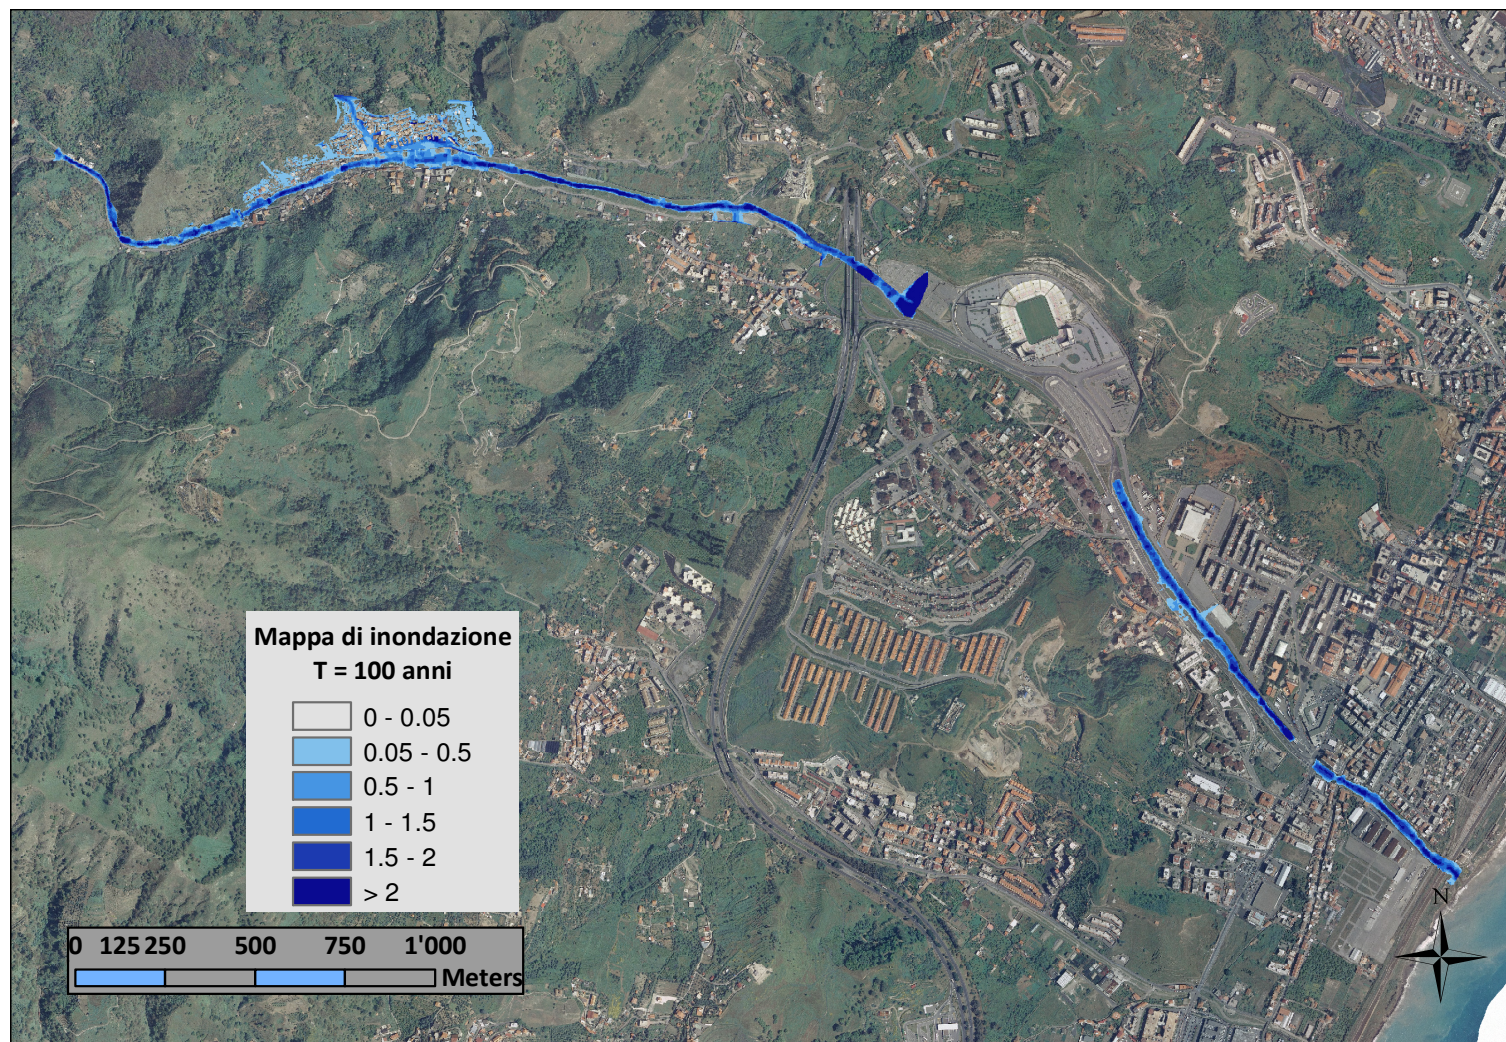 Mappa di inondazione
T = 100 anni
0 - 0.05
0.05 - 0.5
0.5 - 1
1 - 1.5
1.5 - 2
> 2
0 125 250 500 750 1'000
Meters
N